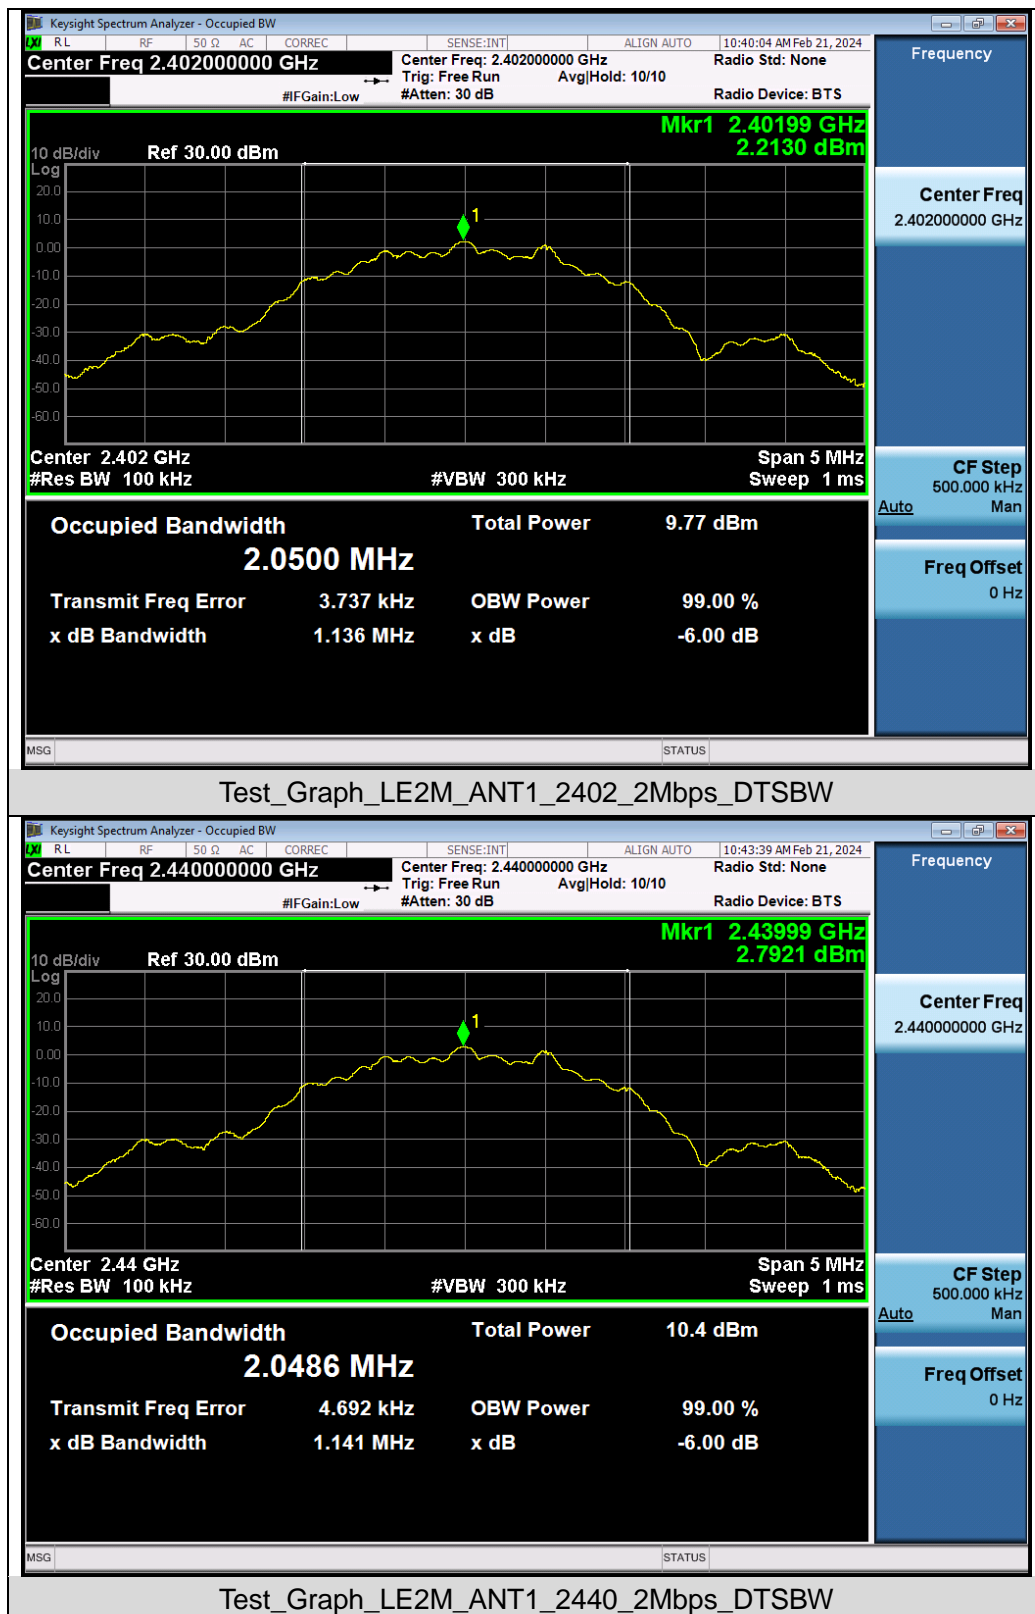 Keysight Spectrum Analyzer - Occupied BW
LXI RL RF 50 Ω AC CORREC SENSE:INT ALIGN AUTO 10:40:04 AM Feb 21, 2024
Center Freq 2.402000000 GHz
Center Freq: 2.402000000 GHz Radio Std: None
Trig: Free Run Avg|Hold: 10/10
#IFGain:Low #Atten: 30 dB Radio Device: BTS
Frequency
Mkr1 2.40199 GHz
2.2130 dBm
10 dB/div Ref 30.00 dBm
Log
20.0
10.0
0.00
-10.0
-20.0
-30.0
-40.0
-50.0
-60.0
1
Center 2.402 GHz Span 5 MHz
#Res BW 100 kHz #VBW 300 kHz Sweep 1 ms
Center Freq
2.402000000 GHz
CF Step
500.000 kHz
Auto Man
Freq Offset
0 Hz
Occupied Bandwidth Total Power 9.77 dBm
2.0500 MHz
Transmit Freq Error 3.737 kHz OBW Power 99.00 %
x dB Bandwidth 1.136 MHz x dB -6.00 dB
MSG STATUS
Test_Graph_LE2M_ANT1_2402_2Mbps_DTSBW
Keysight Spectrum Analyzer - Occupied BW
LXI RL RF 50 Ω AC CORREC SENSE:INT ALIGN AUTO 10:43:39 AM Feb 21, 2024
Center Freq 2.440000000 GHz
Center Freq: 2.440000000 GHz Radio Std: None
Trig: Free Run Avg|Hold: 10/10
#IFGain:Low #Atten: 30 dB Radio Device: BTS
Frequency
Mkr1 2.43999 GHz
2.7921 dBm
10 dB/div Ref 30.00 dBm
Log
20.0
10.0
0.00
-10.0
-20.0
-30.0
-40.0
-50.0
-60.0
1
Center 2.44 GHz Span 5 MHz
#Res BW 100 kHz #VBW 300 kHz Sweep 1 ms
Center Freq
2.440000000 GHz
CF Step
500.000 kHz
Auto Man
Freq Offset
0 Hz
Occupied Bandwidth Total Power 10.4 dBm
2.0486 MHz
Transmit Freq Error 4.692 kHz OBW Power 99.00 %
x dB Bandwidth 1.141 MHz x dB -6.00 dB
MSG STATUS
Test_Graph_LE2M_ANT1_2440_2Mbps_DTSBW